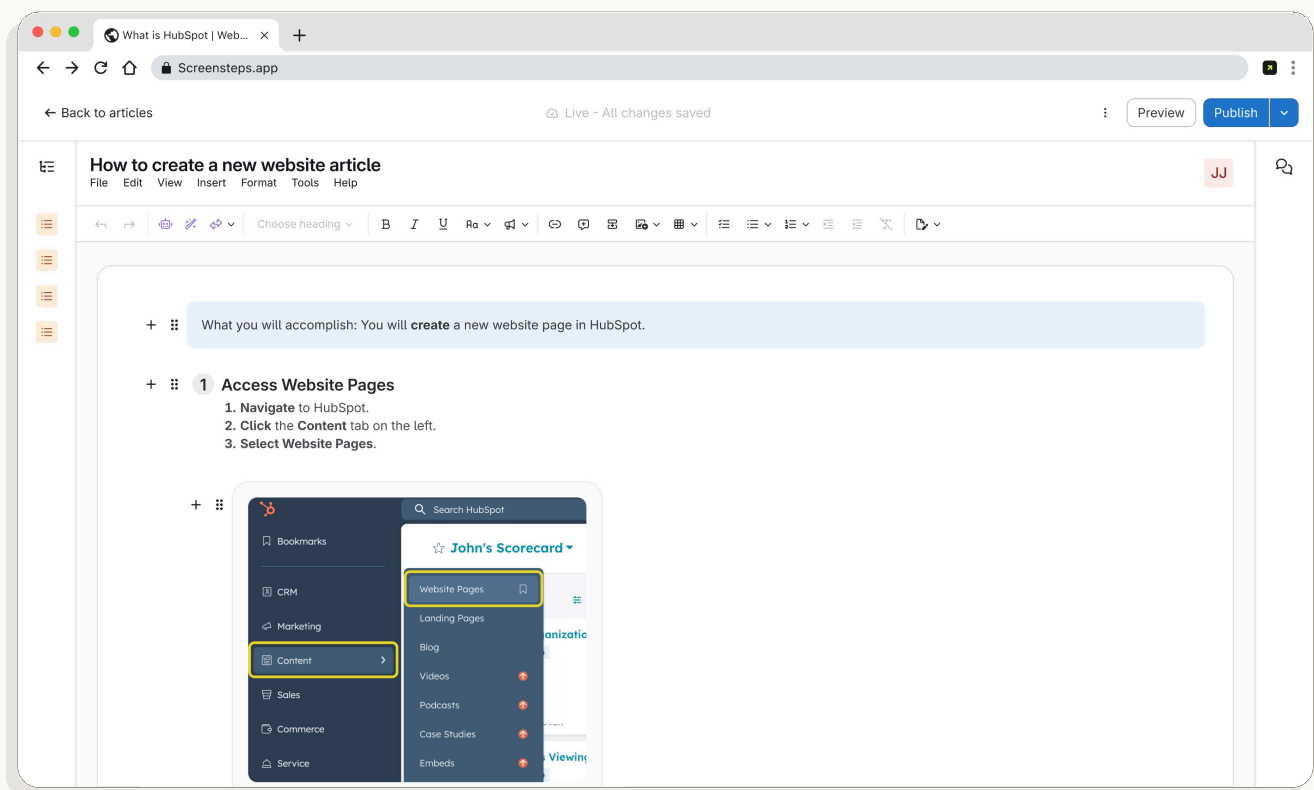 What is HubSpot | Web...
Screensteps.app
Back to articles
Live - All changes saved
Preview
Publish
How to create a new website article
JJ
File Edit View Insert Format Tools Help
Choose heading
B I U Aa
What you will accomplish: You will create a new website page in HubSpot.
1 Access Website Pages
1. Navigate to HubSpot.
2. Click the Content tab on the left.
3. Select Website Pages.
Search HubSpot
Bookmarks
John's Scorecard
CRM
Website Pages
Landing Pages
Marketing
anizatio
Blog
Content
Videos
Sales
Podcasts
Commerce
Case Studies
Viewing
Service
Embeds